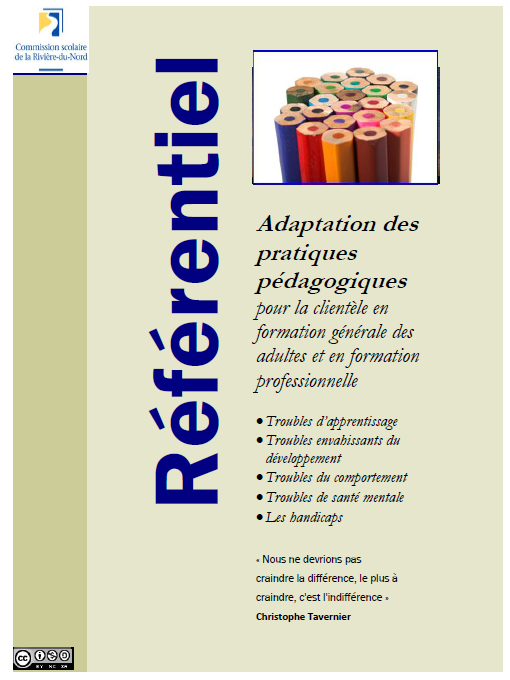 Commission scolaire
de la Rivière-du-Nord
Référentiel
Adaptation des
pratiques
pédagogiques
pour la clientèle en
formation générale des
adultes et en formation
professionnelle
• Troubles d'apprentissage
• Troubles envahissants du
développement
• Troubles du comportement
• Troubles de santé mentale
• Les handicaps
« Nous ne devrions pas
craindre la différence, le plus à
craindre, c'est l'indifférence »
Christophe Tavernier
cc
BY NC SA